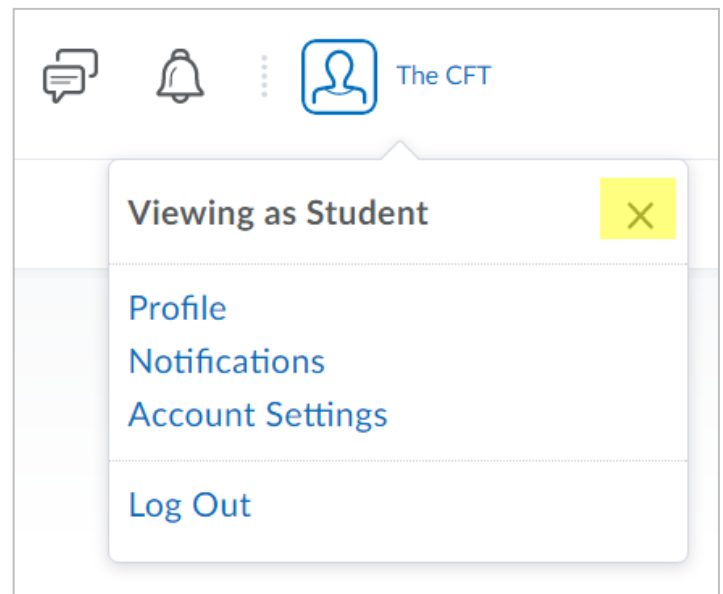 The CFT
Viewing as Student
Profile
Notifications
Account Settings
Log Out